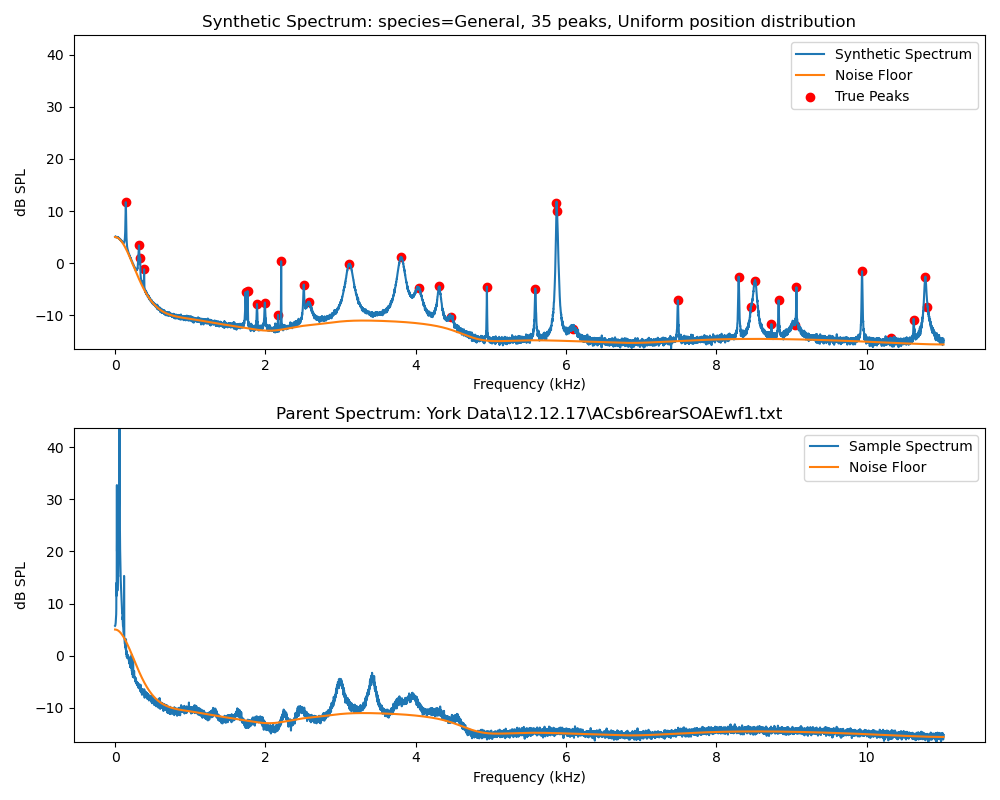 Synthetic Spectrum: species=General, 35 peaks, Uniform position distribution
40
30
20
10
0
−10
dB SPL
Synthetic Spectrum
Noise Floor
True Peaks
0 2 4 6 8 10
Frequency (kHz)
Parent Spectrum: York Data\12.12.17\ACsb6rearSOAEwf1.txt
40
30
20
10
0
−10
dB SPL
Sample Spectrum
Noise Floor
0 2 4 6 8 10
Frequency (kHz)